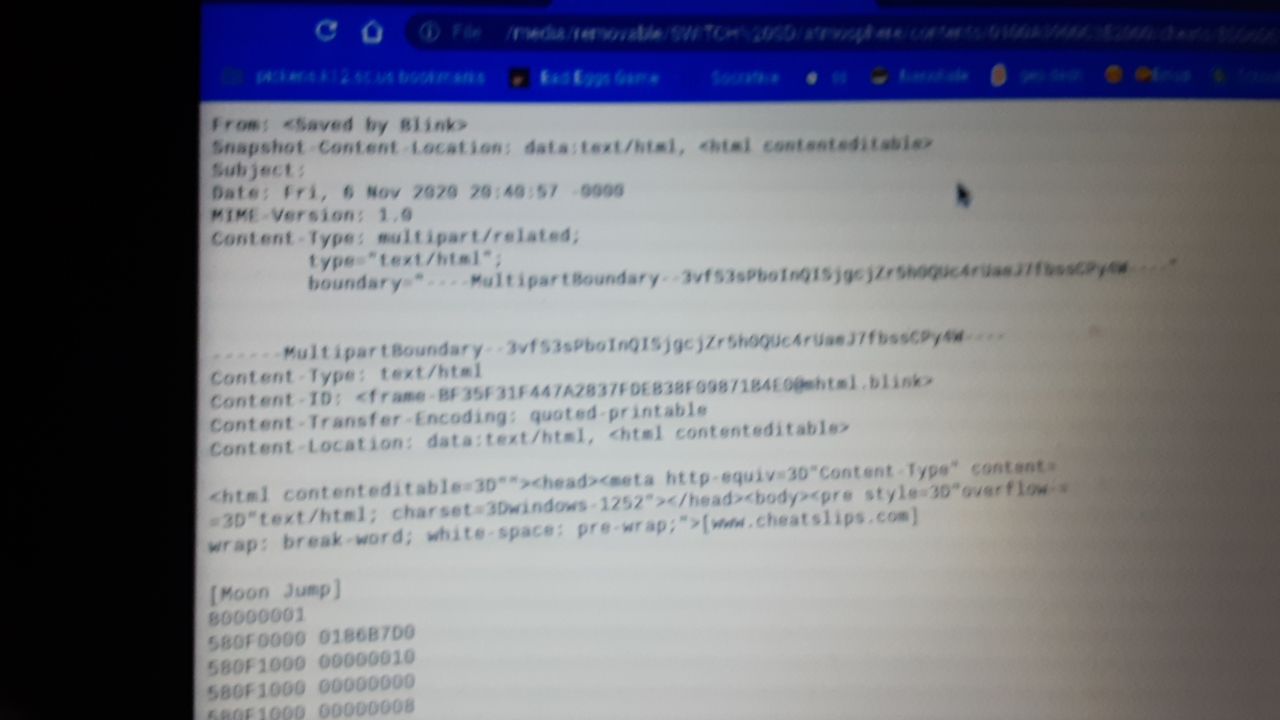 File /media/removable/SWITCH%20SD/atmosphere/contents/
Bad Eggs Game Socrative
From: <Saved by Blink>
Snapshot-Content-Location: data:text/html, <html contenteditable>
Subject:
Date: Fri, 6 Nov 2020 20:40:57 -0000
MIME-Version: 1.0
Content-Type: multipart/related;
type="text/html";
boundary="----MultipartBoundary--3vfS3sPboInQISjgcjZr5h0QUc4rUaeJ7fbssCPy4W----"
------MultipartBoundary--3vfS3sPboInQISjgcjZr5h0QUc4rUaeJ7fbssCPy4W----
Content-Type: text/html
Content-ID: <frame-BF35F31F447A2837FDEB38F09871B4E0@mhtml.blink>
Content-Transfer-Encoding: quoted-printable
Content-Location: data:text/html, <html contenteditable>
<html contenteditable=3D""><head><meta http-equiv=3D"Content-Type" content=
=3D"text/html; charset=3Dwindows-1252"></head><body><pre style=3D"overflow-=
wrap: break-word; white-space: pre-wrap;">[www.cheatslips.com]
[Moon Jump]
80000001
580F0000 0186B7D0
580F1000 00000010
580F1000 00000000
580F1000 00000008